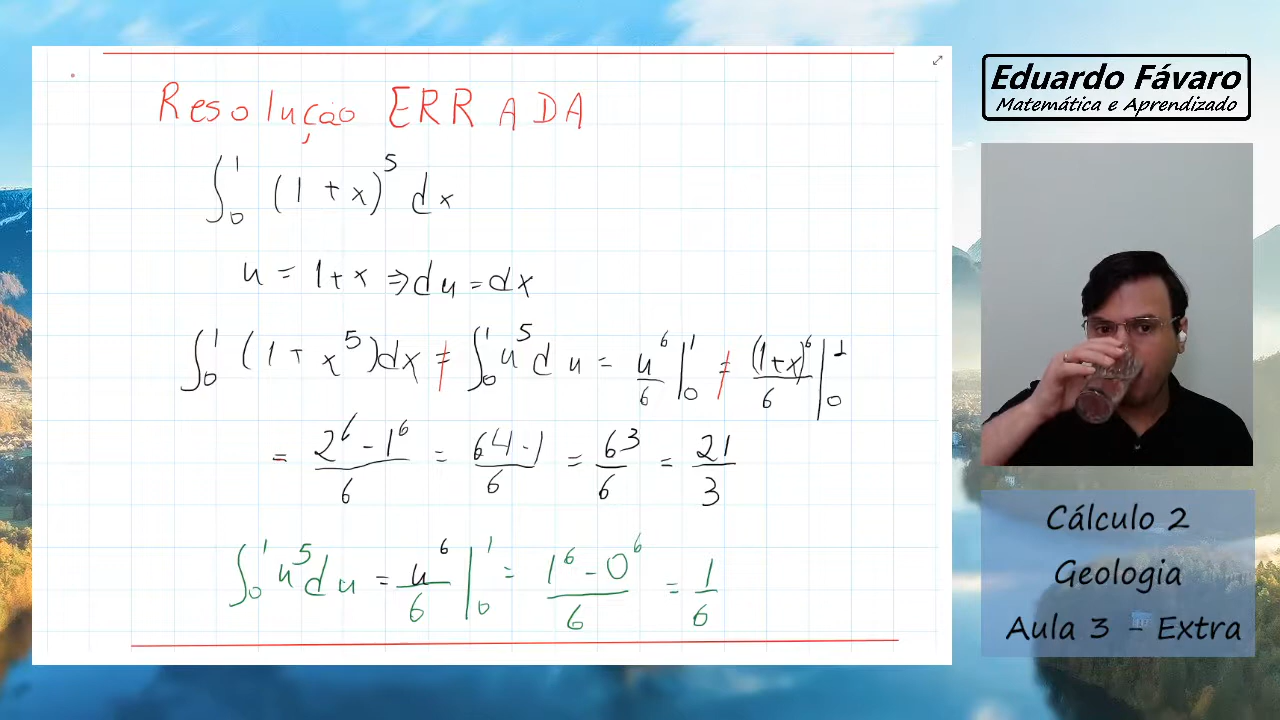 Resolução ERRADA
∫₀¹ (1+x)⁵ dx
u = 1+x ⇒ du = dx
∫₀¹ (1+x⁵)dx ≠ ∫₀¹ u⁵ du = u⁶/6 |₀¹ ≠ (1+x)⁶/6 |₀¹
= 2⁶-1⁶/6 = 64-1/6 = 63/6 = 21/3
∫₀¹ u⁵ du = u⁶/6 |₀¹ = 1⁶-0⁶/6 = 1/6
Eduardo Fávaro
Matemática e Aprendizado
Cálculo 2
Geologia
Aula 3 - Extra